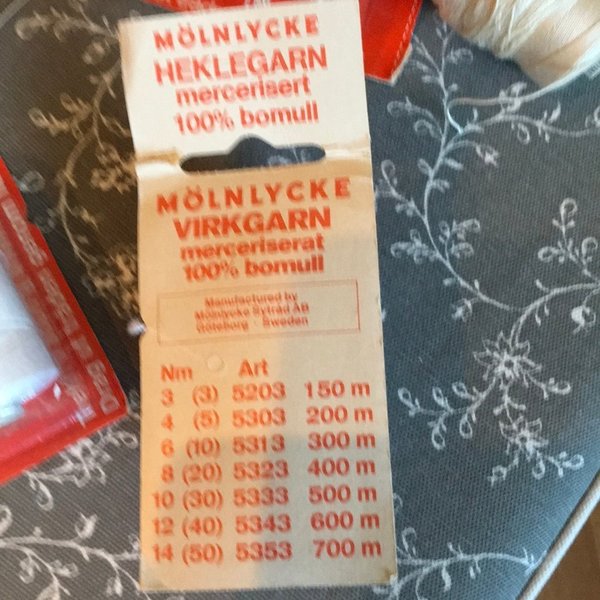 MÖLNLYCKE
HEKLEGARN
mercerisert
100% bomull
MÖLNLYCKE
VIRKGARN
merceriserat
100% bomull
Manufactured by
Mölnlycke Sytråd AB
Göteborg - Sweden
Nm Art
3 (3) 5203 150 m
4 (5) 5303 200 m
6 (10) 5313 300 m
8 (20) 5323 400 m
10 (30) 5333 500 m
12 (40) 5343 600 m
14 (50) 5353 700 m